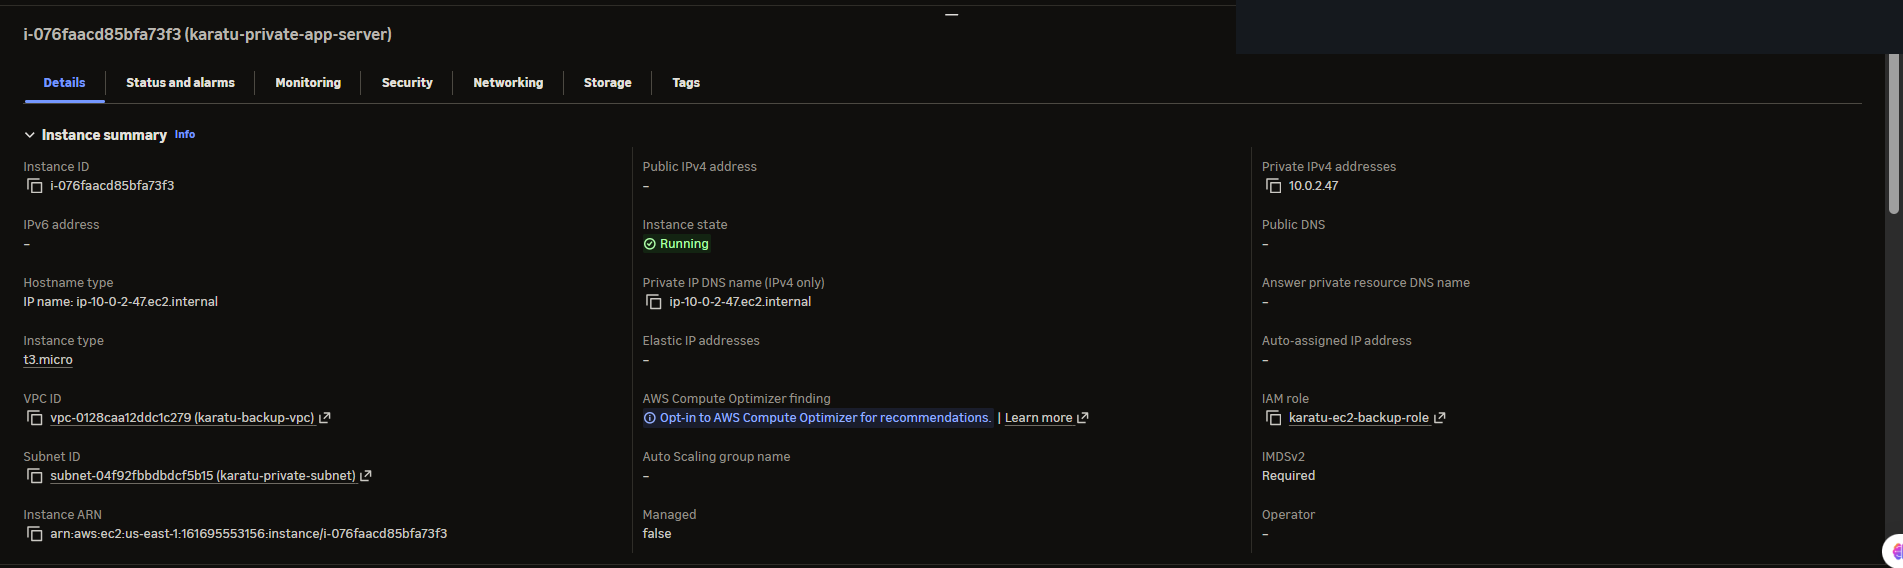 i-076faacd85bfa73f3 (karatu-private-app-server)
Details
Status and alarms
Monitoring
Security
Networking
Storage
Tags
Instance summary Info
Instance ID
i-076faacd85bfa73f3
Public IPv4 address
–
Private IPv4 addresses
10.0.2.47
IPv6 address
–
Instance state
Running
Public DNS
–
Hostname type
IP name: ip-10-0-2-47.ec2.internal
Private IP DNS name (IPv4 only)
ip-10-0-2-47.ec2.internal
Answer private resource DNS name
–
Instance type
t3.micro
Elastic IP addresses
–
Auto-assigned IP address
–
VPC ID
vpc-0128caa12ddc1c279 (karatu-backup-vpc)
AWS Compute Optimizer finding
Opt-in to AWS Compute Optimizer for recommendations. | Learn more
IAM role
karatu-ec2-backup-role
Subnet ID
subnet-04f92fbbdbdcf5b15 (karatu-private-subnet)
Auto Scaling group name
–
IMDSv2
Required
Instance ARN
arn:aws:ec2:us-east-1:161695553156:instance/i-076faacd85bfa73f3
Managed
false
Operator
–